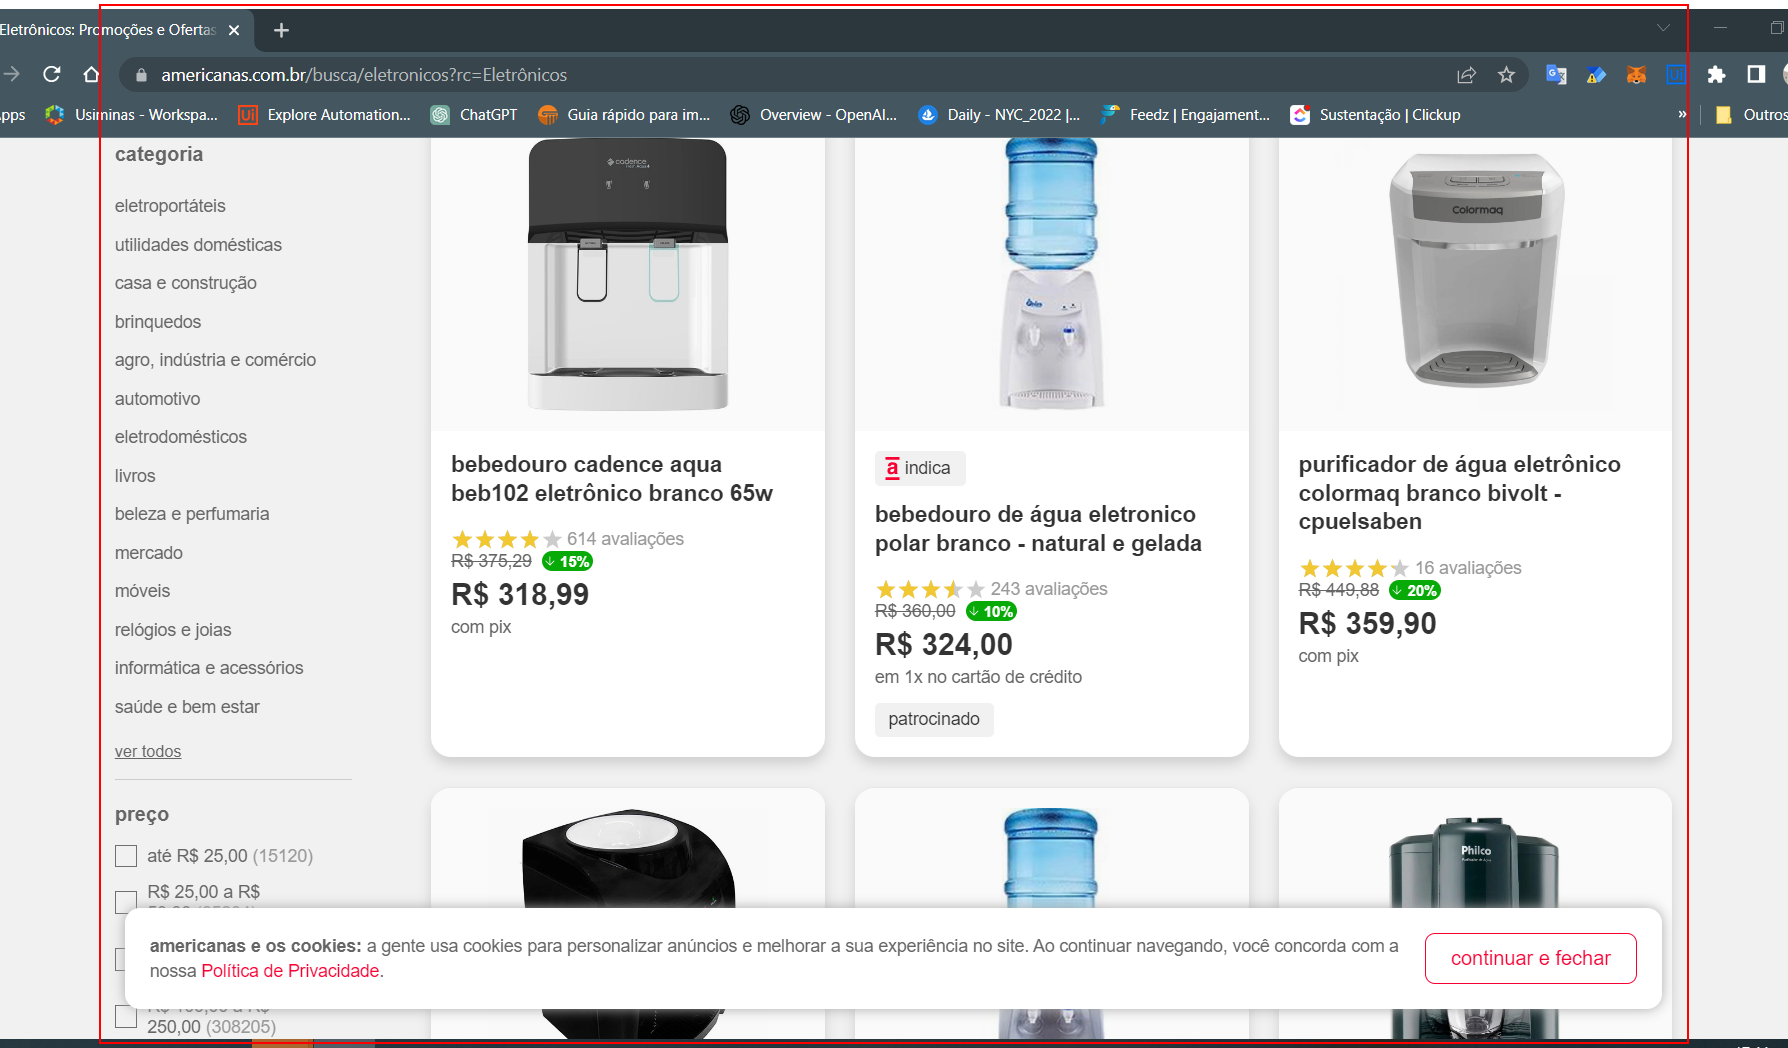 Eletrônicos: Promoções e Ofertas
americanas.com.br/busca/eletronicos?rc=Eletrônicos
Usiminas - Workspa...
Explore Automation...
ChatGPT
Guia rápido para im...
Overview - OpenAI...
Daily - NYC_2022 |...
Feedz | Engajament...
Sustentação | Clickup
»
Outros
categoria
eletroportáteis
utilidades domésticas
casa e construção
brinquedos
agro, indústria e comércio
automotivo
eletrodomésticos
livros
beleza e perfumaria
mercado
móveis
relógios e joias
informática e acessórios
saúde e bem estar
ver todos
preço
até R$ 25,00 (15120)
R$ 25,00 a R$
250,00 (308205)
cadence
bebedouro cadence aqua
beb102 eletrônico branco 65w
614 avaliações
R$ 375,29 ↓ 15%
R$ 318,99
com pix
a indica
bebedouro de água eletronico
polar branco - natural e gelada
243 avaliações
R$ 360,00 ↓ 10%
R$ 324,00
em 1x no cartão de crédito
patrocinado
Colormaq
purificador de água eletrônico
colormaq branco bivolt -
cpuelsaben
16 avaliações
R$ 449,88 ↓ 20%
R$ 359,90
com pix
Philco
americanas e os cookies: a gente usa cookies para personalizar anúncios e melhorar a sua experiência no site. Ao continuar navegando, você concorda com a
nossa Política de Privacidade.
continuar e fechar